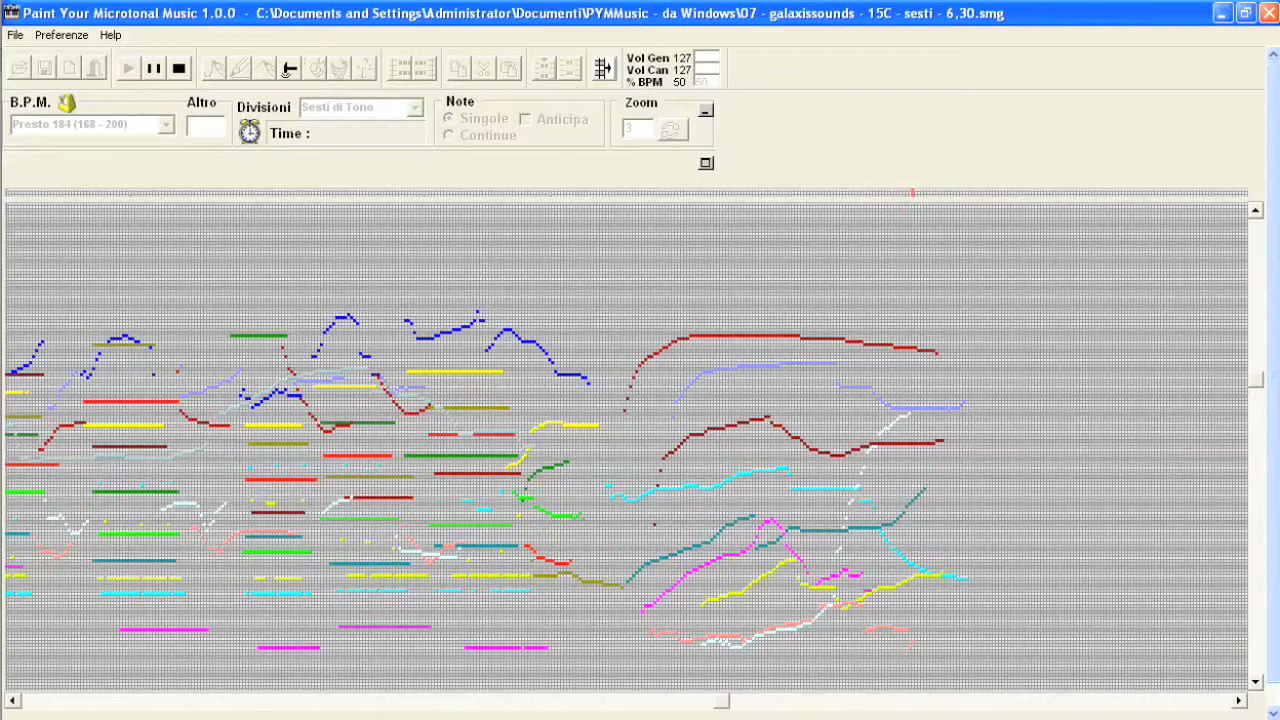 Paint Your Microtonal Music 1.0.0 - C:\Documents and Settings\Administrator\Documenti\PYMMusic - da Windows\07 - galaxissounds - 15C - sesti - 6,30.smg
File Preferenze Help
Vol Gen 127
Vol Can 127
% BPM 50 50
B.P.M. Altro Divisioni Sesti di Tono Note Zoom
Presto 184 (168 - 200) Time : Singole Anticipa 3
Continue